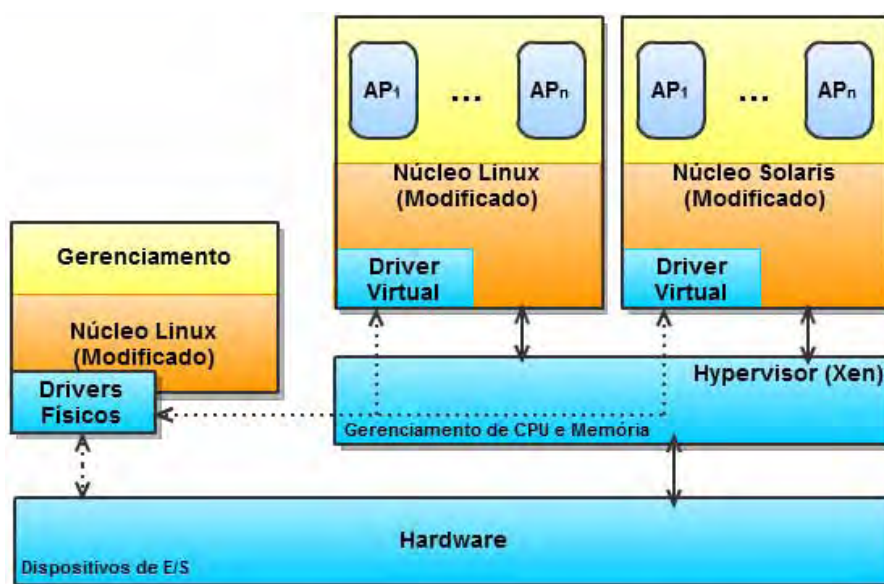 AP₁
...
APₙ
AP₁
...
APₙ
Núcleo Linux
(Modificado)
Núcleo Solaris
(Modificado)
Driver
Virtual
Driver
Virtual
Gerenciamento
Núcleo Linux
(Modificado)
Drivers
Físicos
Hypervisor (Xen)
Gerenciamento de CPU e Memória
Hardware
Dispositivos de E/S